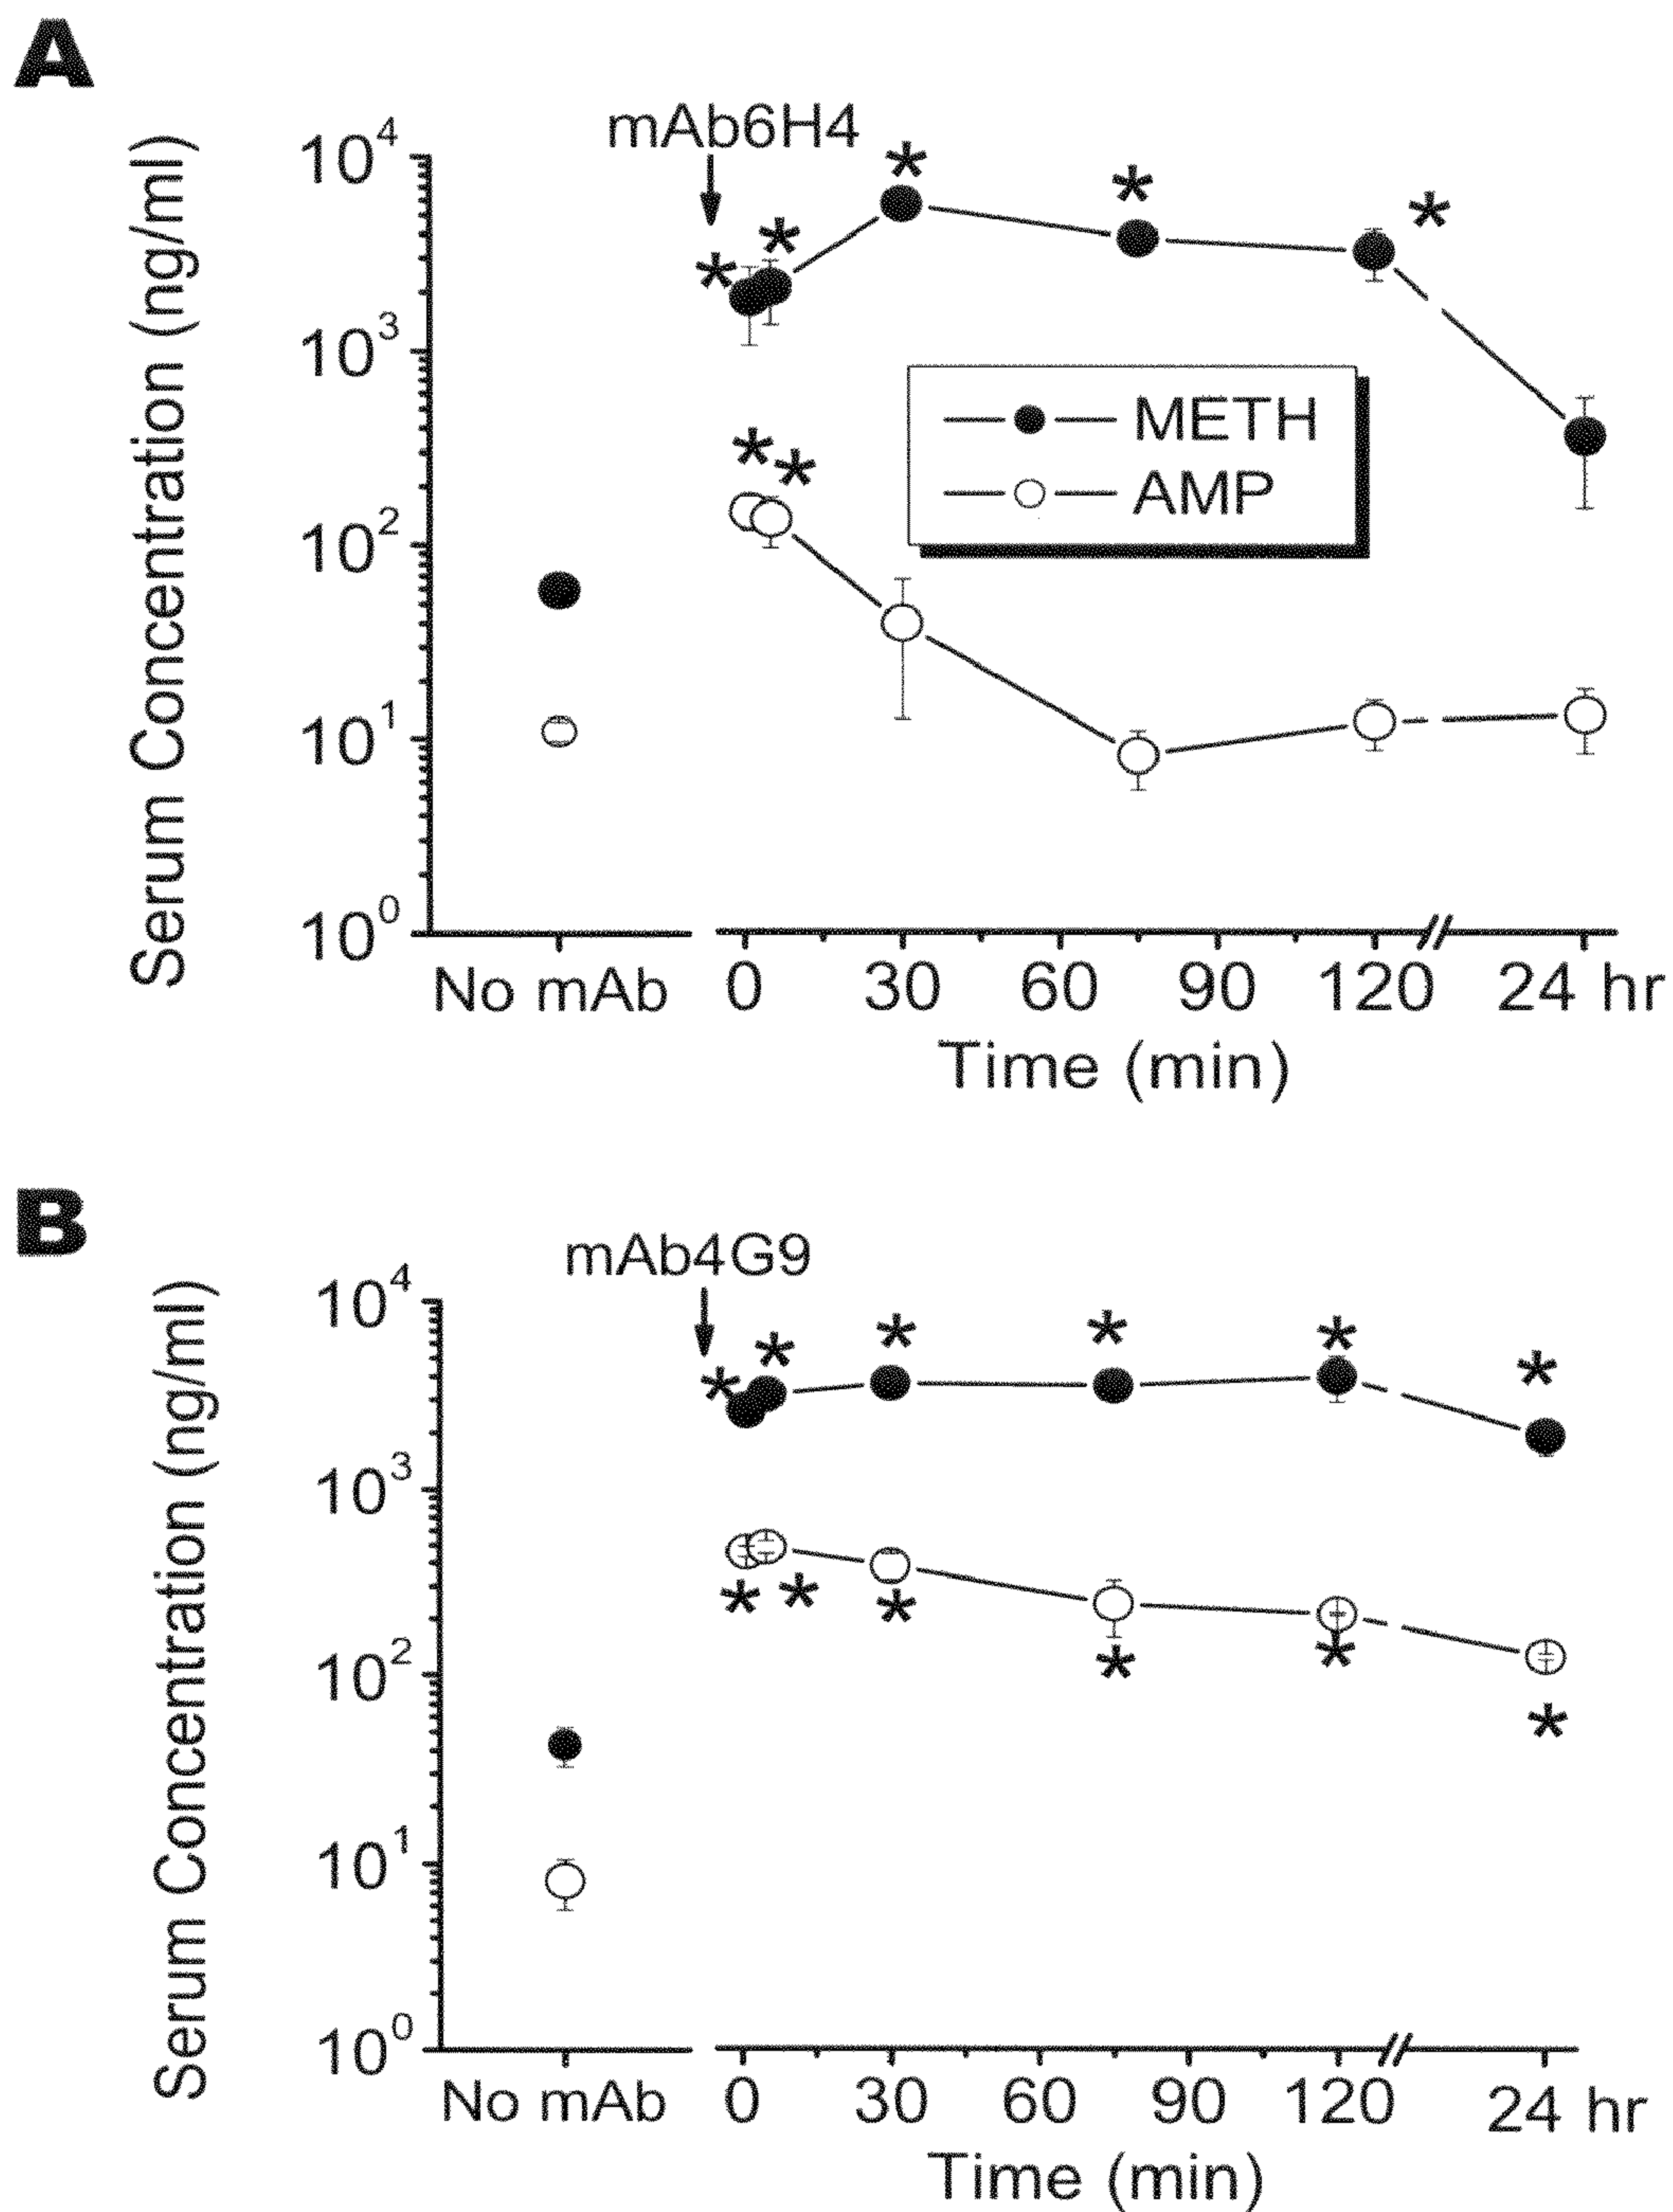 A
mAb6H4
10^4
10^3
10^2
10^1
10^0
Serum Concentration (ng/ml)
* * * * *
* *
METH
AMP
No mAb 0 30 60 90 120 24 hr
Time (min)
B
mAb4G9
10^4
10^3
10^2
10^1
10^0
Serum Concentration (ng/ml)
* * * * * *
* * * * * *
No mAb 0 30 60 90 120 24 hr
Time (min)